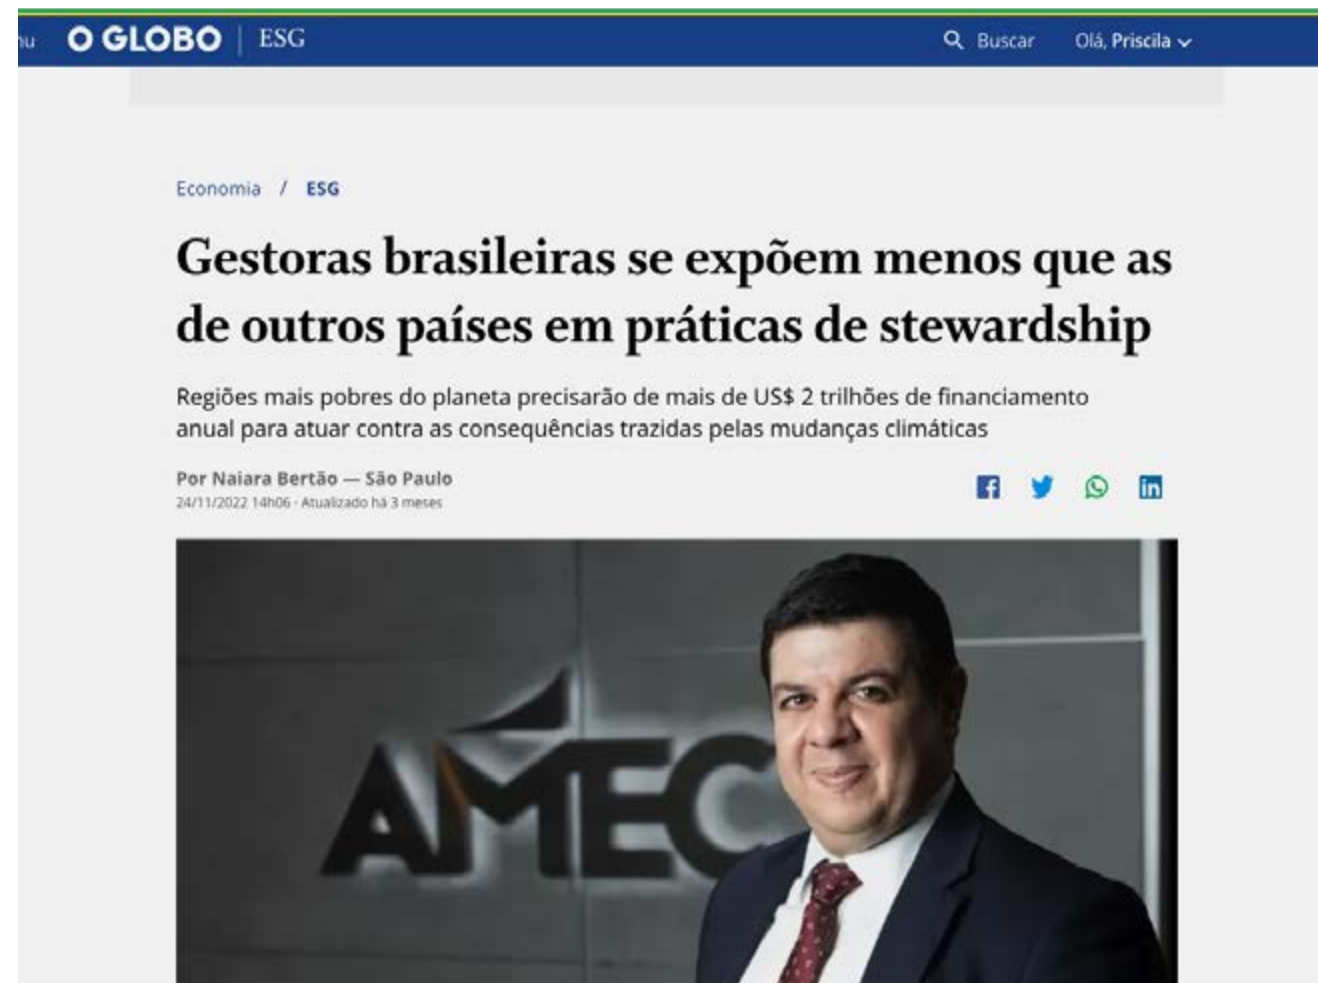 O GLOBO | ESG
Buscar
Olá, Priscila
Economia / ESG
Gestoras brasileiras se expõem menos que as
de outros países em práticas de stewardship
Regiões mais pobres do planeta precisarão de mais de US$ 2 trilhões de financiamento
anual para atuar contra as consequências trazidas pelas mudanças climáticas
Por Naiara Bertão — São Paulo
24/11/2022 14h06 · Atualizado há 3 meses
AMEC